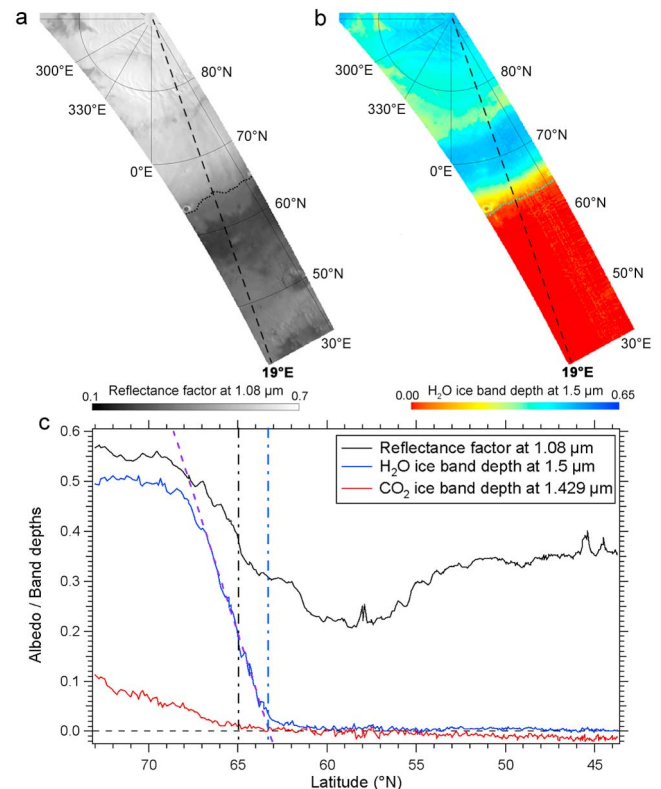 a
b
300°E
330°E
0°E
80°N
70°N
60°N
50°N
30°E
19°E
300°E
330°E
0°E
80°N
70°N
60°N
50°N
30°E
19°E
0.1 Reflectance factor at 1.08 µm 0.7
0.00 H₂O ice band depth at 1.5 µm 0.65
c
Reflectance factor at 1.08 µm
H₂O ice band depth at 1.5 µm
CO₂ ice band depth at 1.429 µm
Albedo / Band depths
0.6
0.5
0.4
0.3
0.2
0.1
0.0
70 65 60 55 50 45
Latitude (°N)